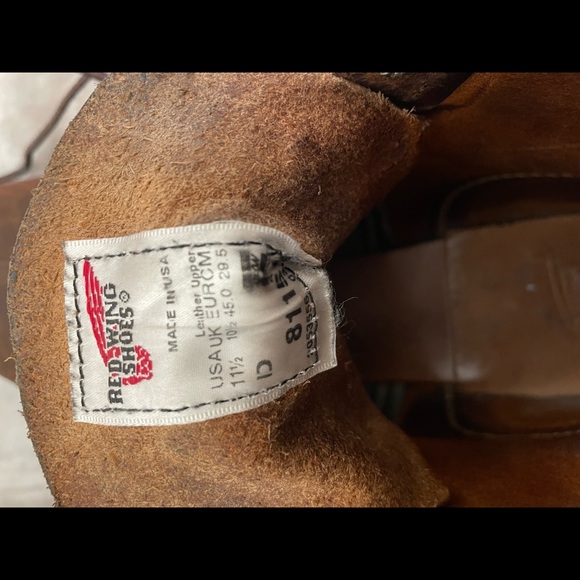 RED WING
SHOES®
MADE IN USA
Leather Upper
USA UK EUR CM
11½ 10½ 45.0 29.5
D
811